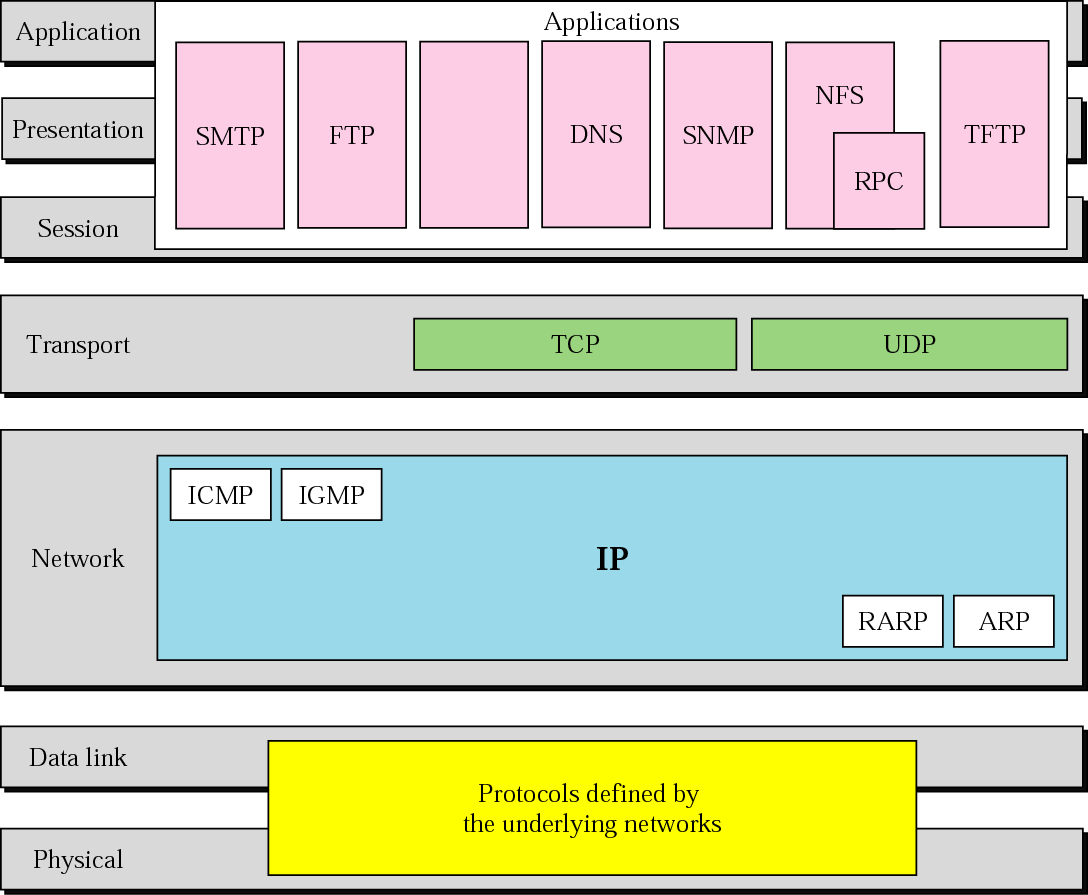 Applications
Application
Presentation
Session
SMTP
FTP
DNS
SNMP
NFS
RPC
TFTP
Transport
TCP
UDP
Network
ICMP
IGMP
IP
RARP
ARP
Data link
Physical
Protocols defined by
the underlying networks